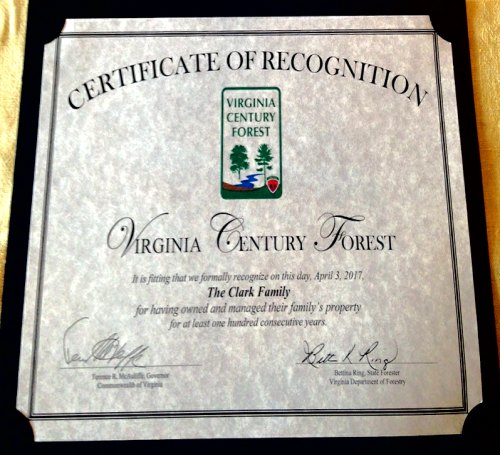 CERTIFICATE OF RECOGNITION
VIRGINIA
CENTURY
FOREST
VIRGINIA CENTURY FOREST
It is fitting that we formally recognize on this day, April 3, 2017,
The Clark Family
for having owned and managed their family's property
for at least one hundred consecutive years.
Terence R. McAuliffe, Governor
Commonwealth of Virginia
Bettina K. Ring
Bettina Ring, State Forester
Virginia Department of Forestry